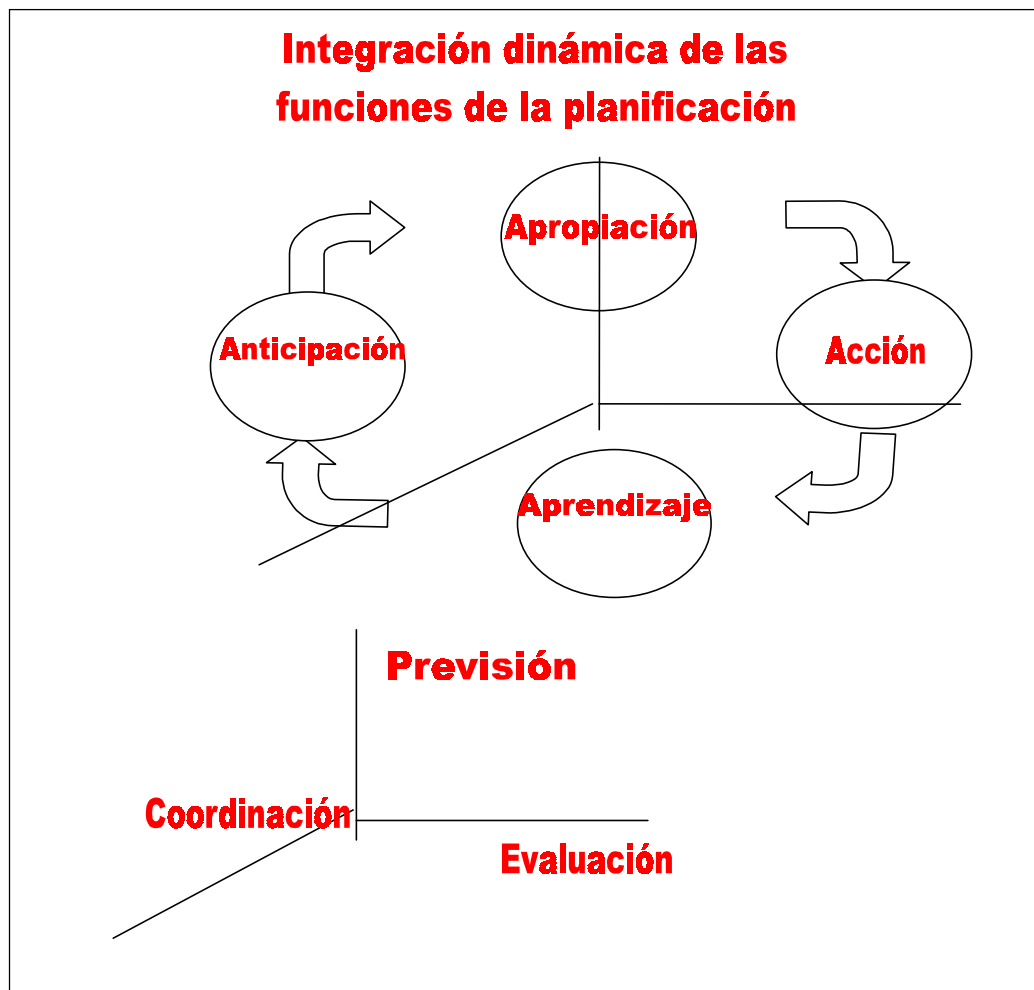 Integración dinámica de las
funciones de la planificación
Apropiación
Anticipación
Acción
Aprendizaje
Previsión
Coordinación
Evaluación